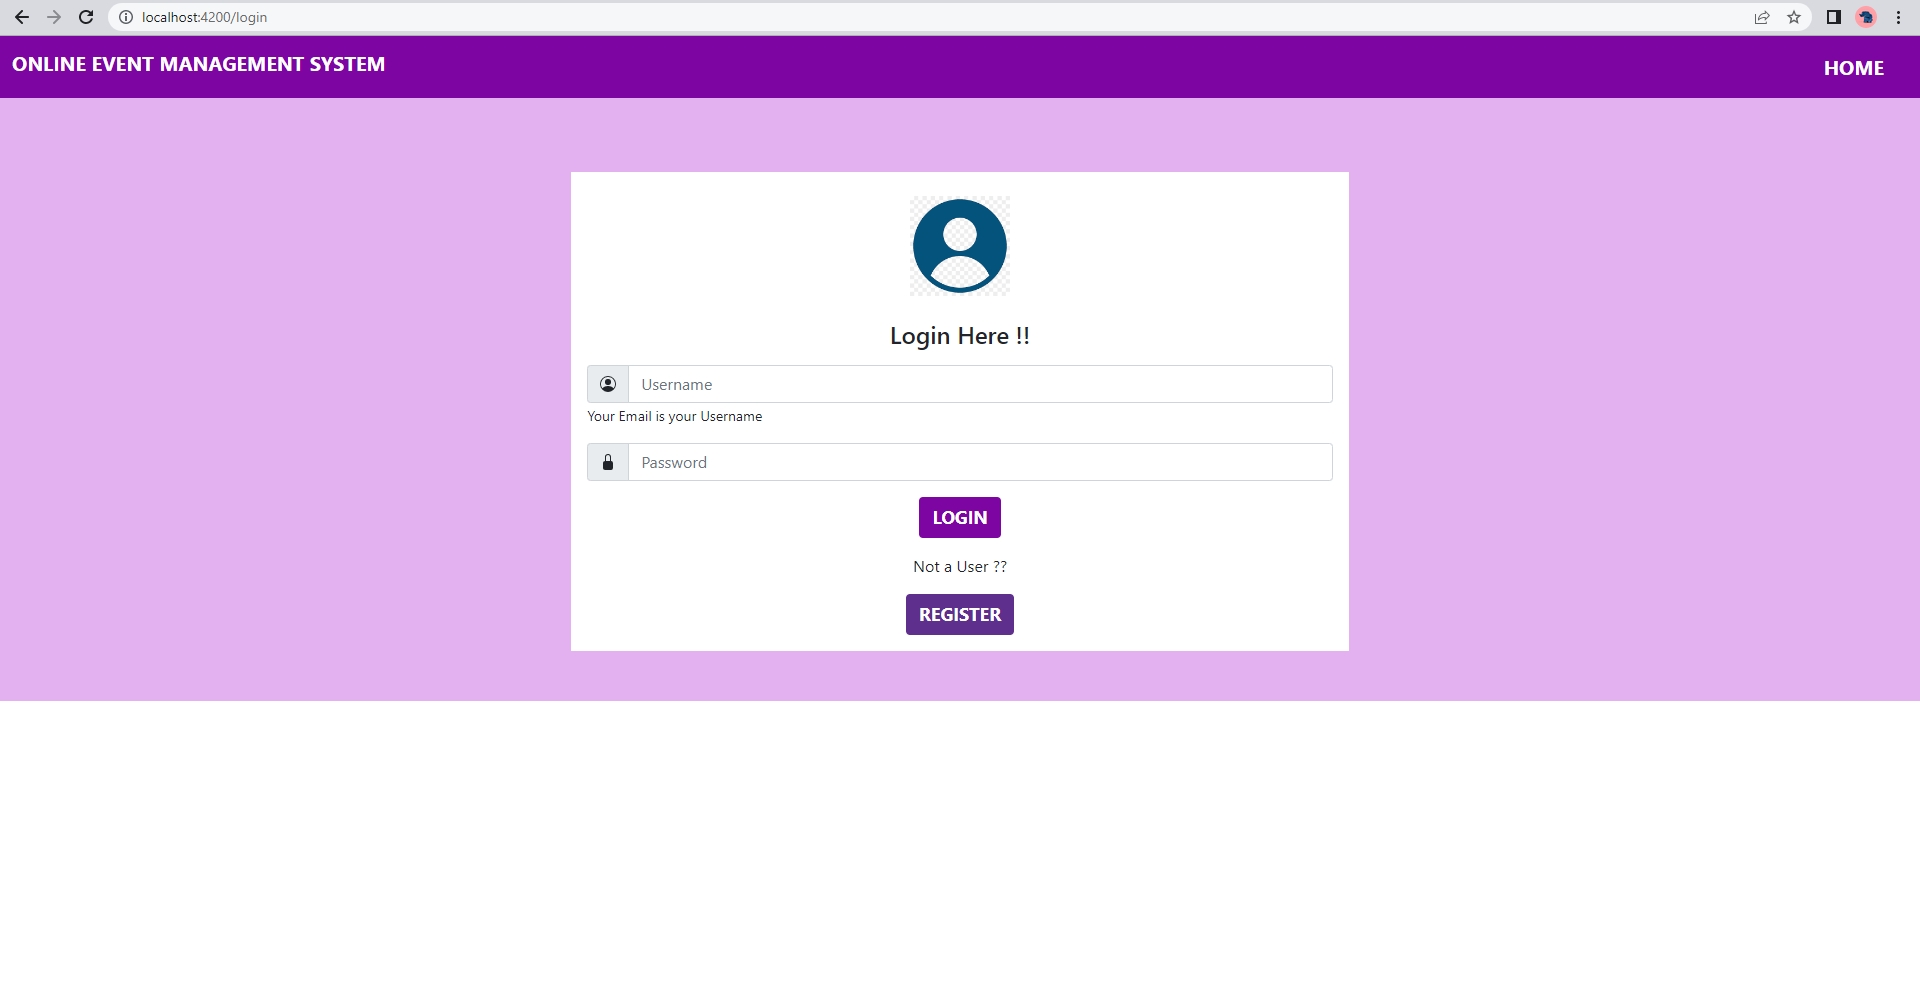 localhost:4200/login
ONLINE EVENT MANAGEMENT SYSTEM
HOME
Login Here !!
Username
Your Email is your Username
Password
LOGIN
Not a User ??
REGISTER